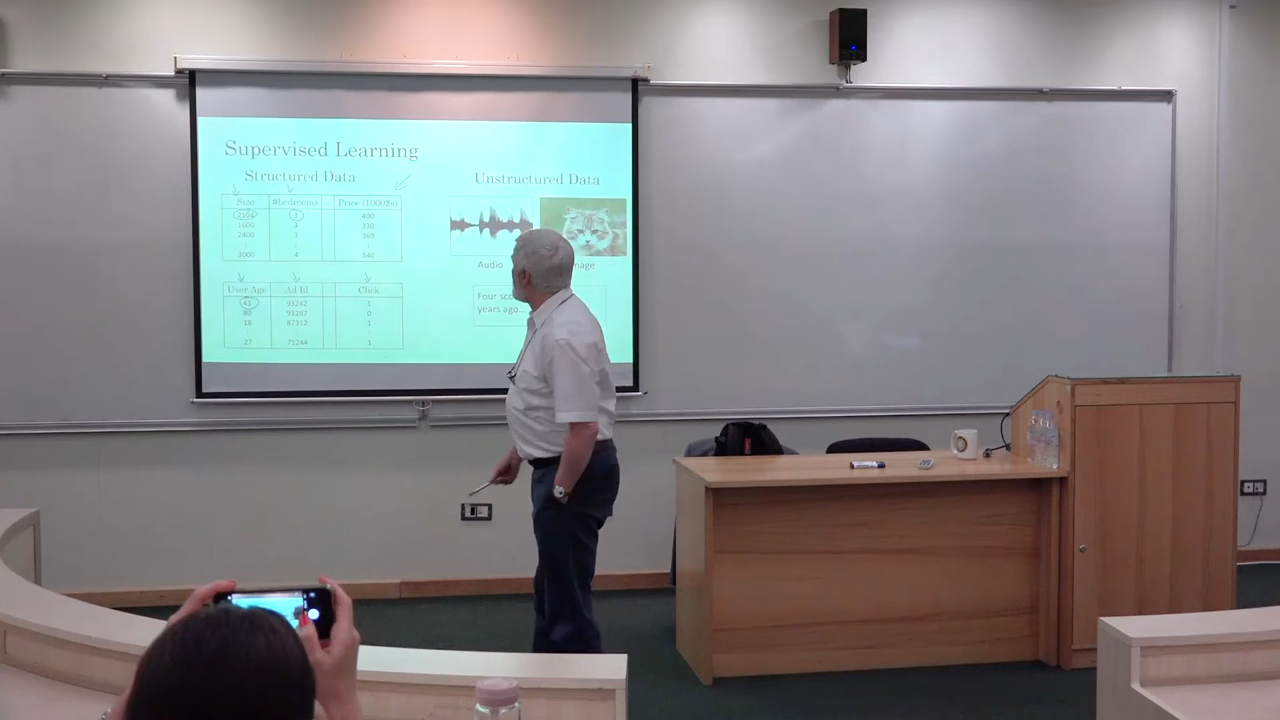 Supervised Learning
Structured Data
Size #bedrooms Price (1000$s)
2104 3 400
1600 3 330
2400 3 369
3000 4 540
User Age Ad Id Click
41 93242 1
80 93287 0
18 87312 1
27 71244 1
Unstructured Data
Audio
Four sco
years ago...